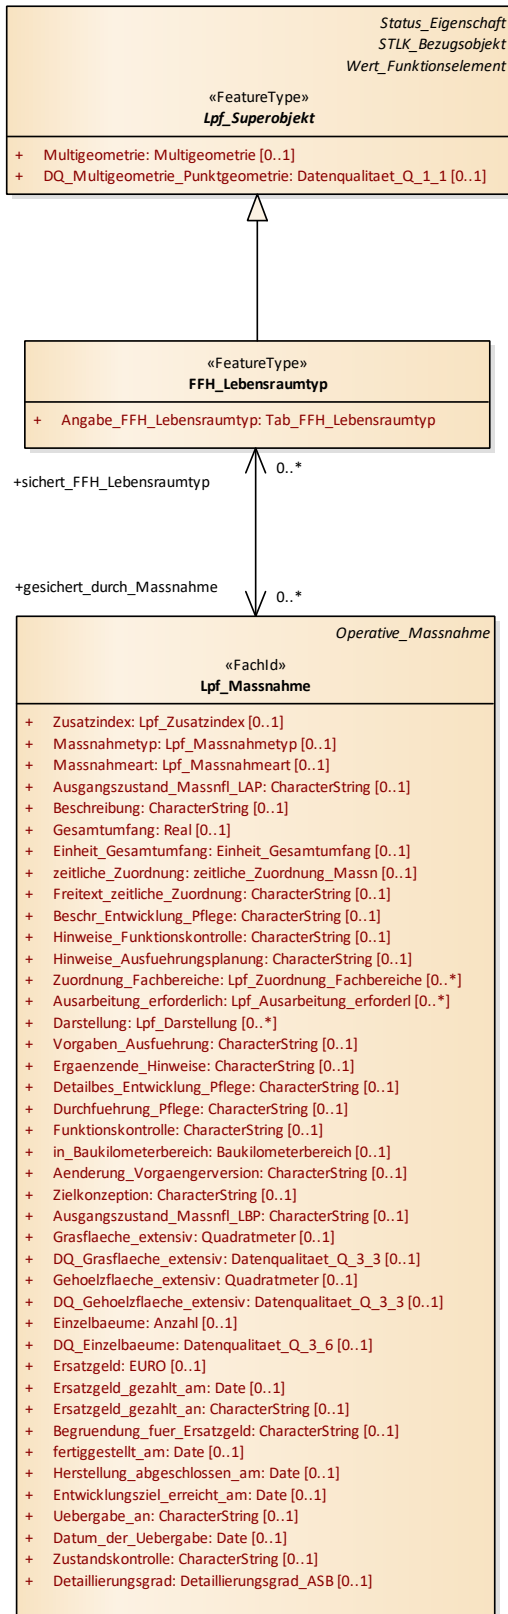 Status_Eigenschaft
STLK_Bezugsobjekt
Wert_Funktionselement
«FeatureType»
Lpf_Superobjekt
+ Multigeometrie: Multigeometrie [0..1]
+ DQ_Multigeometrie_Punktgeometrie: Datenqualitaet_Q_1_1 [0..1]
«FeatureType»
FFH_Lebensraumtyp
+ Angabe_FFH_Lebensraumtyp: Tab_FFH_Lebensraumtyp
0..*
+sichert_FFH_Lebensraumtyp
+gesichert_durch_Massnahme
0..*
Operative_Massnahme
«FachId»
Lpf_Massnahme
+ Zusatzindex: Lpf_Zusatzindex [0..1]
+ Massnahmetyp: Lpf_Massnahmetyp [0..1]
+ Massnahmeart: Lpf_Massnahmeart [0..1]
+ Ausgangszustand_Massnfl_LAP: CharacterString [0..1]
+ Beschreibung: CharacterString [0..1]
+ Gesamtumfang: Real [0..1]
+ Einheit_Gesamtumfang: Einheit_Gesamtumfang [0..1]
+ zeitliche_Zuordnung: zeitliche_Zuordnung_Massn [0..1]
+ Freitext_zeitliche_Zuordnung: CharacterString [0..1]
+ Beschr_Entwicklung_Pflege: CharacterString [0..1]
+ Hinweise_Funktionskontrolle: CharacterString [0..1]
+ Hinweise_Ausfuehrungsplanung: CharacterString [0..1]
+ Zuordnung_Fachbereiche: Lpf_Zuordnung_Fachbereiche [0..*]
+ Ausarbeitung_erforderlich: Lpf_Ausarbeitung_erforderl [0..*]
+ Darstellung: Lpf_Darstellung [0..*]
+ Vorgaben_Ausfuehrung: CharacterString [0..1]
+ Ergaenzende_Hinweise: CharacterString [0..1]
+ Detailbes_Entwicklung_Pflege: CharacterString [0..1]
+ Durchfuehrung_Pflege: CharacterString [0..1]
+ Funktionskontrolle: CharacterString [0..1]
+ in_Baukilometerbereich: Baukilometerbereich [0..1]
+ Aenderung_Vorgaengerversion: CharacterString [0..1]
+ Zielkonzeption: CharacterString [0..1]
+ Ausgangszustand_Massnfl_LBP: CharacterString [0..1]
+ Grasflaeche_extensiv: Quadratmeter [0..1]
+ DQ_Grasflaeche_extensiv: Datenqualitaet_Q_3_3 [0..1]
+ Gehoelzflaeche_extensiv: Quadratmeter [0..1]
+ DQ_Gehoelzflaeche_extensiv: Datenqualitaet_Q_3_3 [0..1]
+ Einzelbaeume: Anzahl [0..1]
+ DQ_Einzelbaeume: Datenqualitaet_Q_3_6 [0..1]
+ Ersatzgeld: EURO [0..1]
+ Ersatzgeld_gezahlt_am: Date [0..1]
+ Ersatzgeld_gezahlt_an: CharacterString [0..1]
+ Begruendung_fuer_Ersatzgeld: CharacterString [0..1]
+ fertiggestellt_am: Date [0..1]
+ Herstellung_abgeschlossen_am: Date [0..1]
+ Entwicklungsziel_erreicht_am: Date [0..1]
+ Uebergabe_an: CharacterString [0..1]
+ Datum_der_Uebergabe: Date [0..1]
+ Zustandskontrolle: CharacterString [0..1]
+ Detaillierungsgrad: Detaillierungsgrad_ASB [0..1]